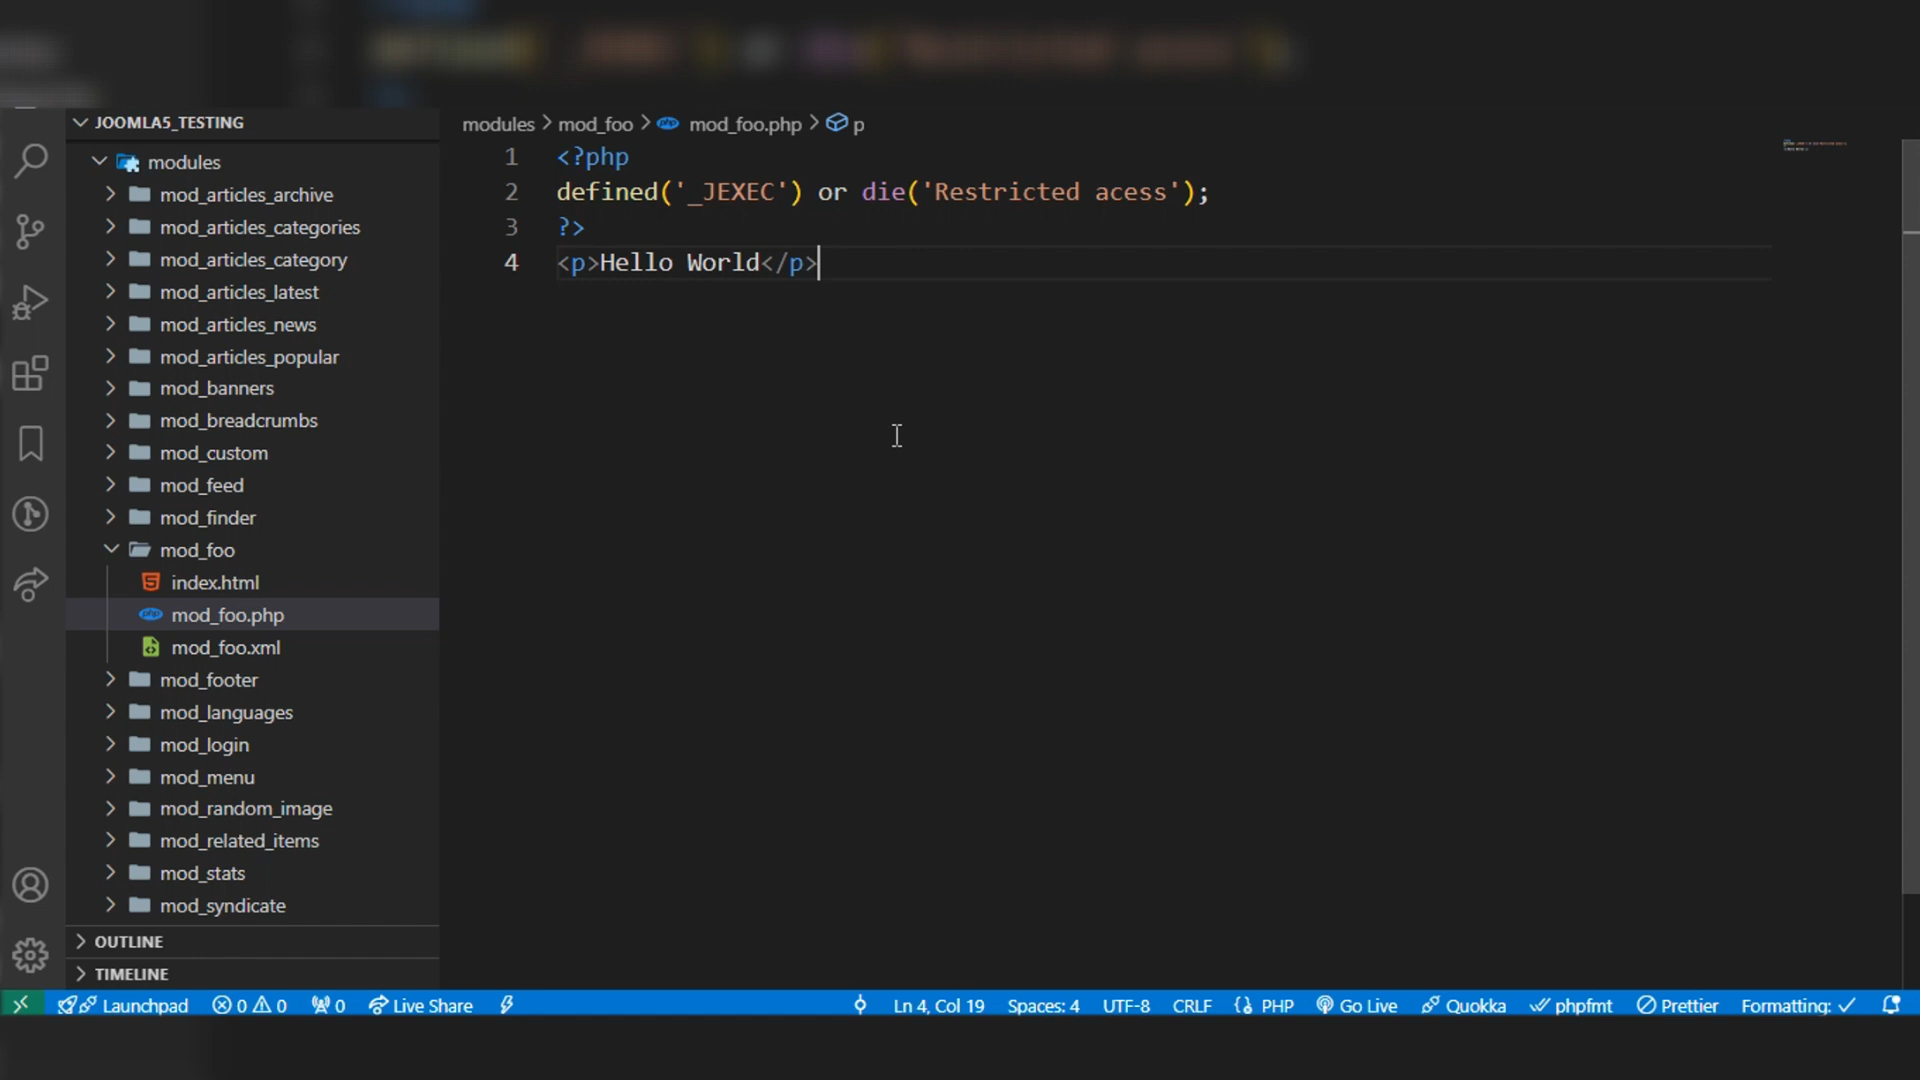 JOOMLA5_TESTING
modules
mod_articles_archive
mod_articles_categories
mod_articles_category
mod_articles_latest
mod_articles_news
mod_articles_popular
mod_banners
mod_breadcrumbs
mod_custom
mod_feed
mod_finder
mod_foo
index.html
mod_foo.php
mod_foo.xml
mod_footer
mod_languages
mod_login
mod_menu
mod_random_image
mod_related_items
mod_stats
mod_syndicate
OUTLINE
TIMELINE
modules > mod_foo > php mod_foo.php > p
1 <?php
2 defined('_JEXEC') or die('Restricted acess');
3 ?>
4 <p>Hello World</p>
Launchpad 0 0 0 Live Share Ln 4, Col 19 Spaces: 4 UTF-8 CRLF PHP Go Live Quokka phpfmt Prettier Formatting: ✓